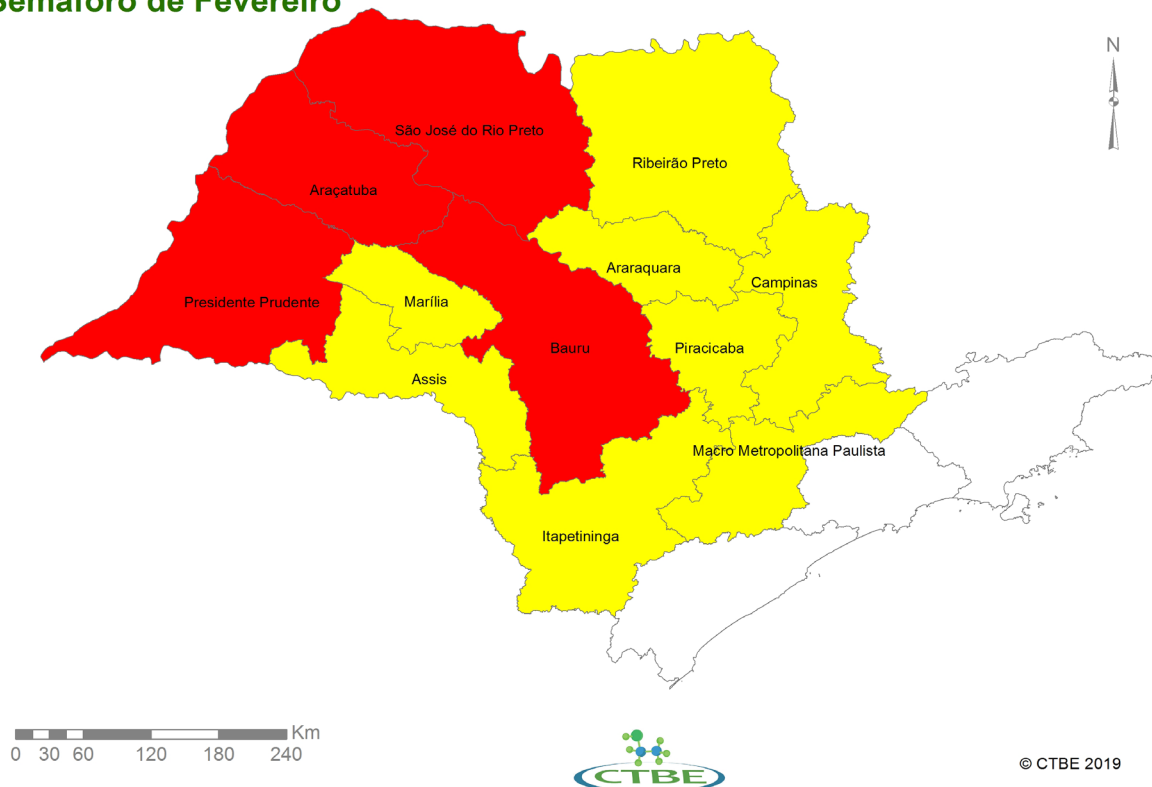 Semáforo de Fevereiro
N
São José do Rio Preto
Ribeirão Preto
Araçatuba
Araraquara
Campinas
Presidente Prudente
Marília
Bauru
Piracicaba
Assis
Macro Metropolitana Paulista
Itapetininga
Km
0 30 60 120 180 240
CTBE
© CTBE 2019